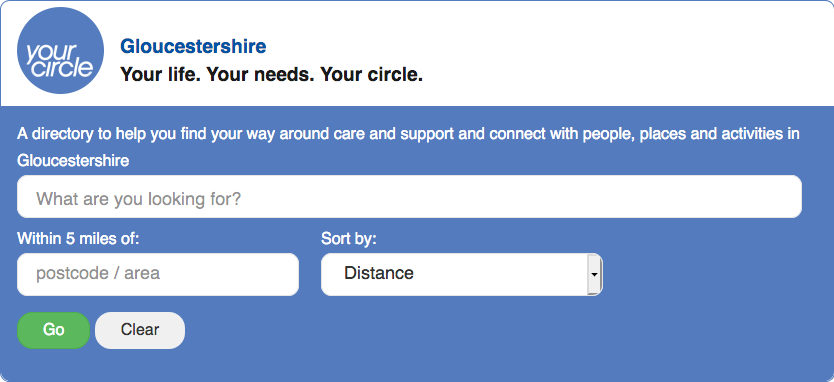 your
circle
Gloucestershire
Your life. Your needs. Your circle.
A directory to help you find your way around care and support and connect with people, places and activities in
Gloucestershire
What are you looking for?
Within 5 miles of:
Sort by:
postcode / area
Distance
Go
Clear